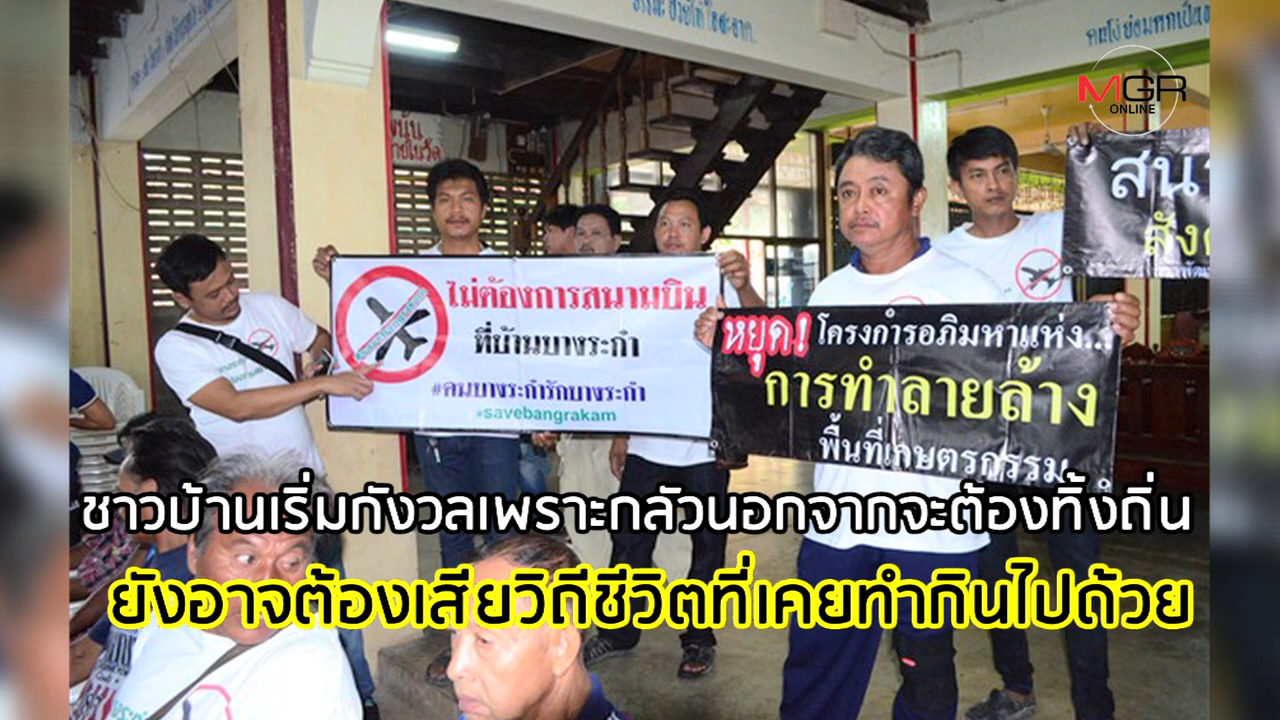 MGR
ONLINE
ไม่ต้องการสนามบิน
ที่บ้านบางระกำ
#ฅนบางระกำรักบางระกำ
#savebangrakam
หยุด! โครงการอภิมหาแห่ง...
การทำลายล้าง
พื้นที่เกษตรกรรม
ชาวบ้านเริ่มกังวลเพราะกลัวนอกจากจะต้องทิ้งถิ่น
ยังอาจต้องเสียวิถีชีวิตที่เคยทำกินไปด้วย